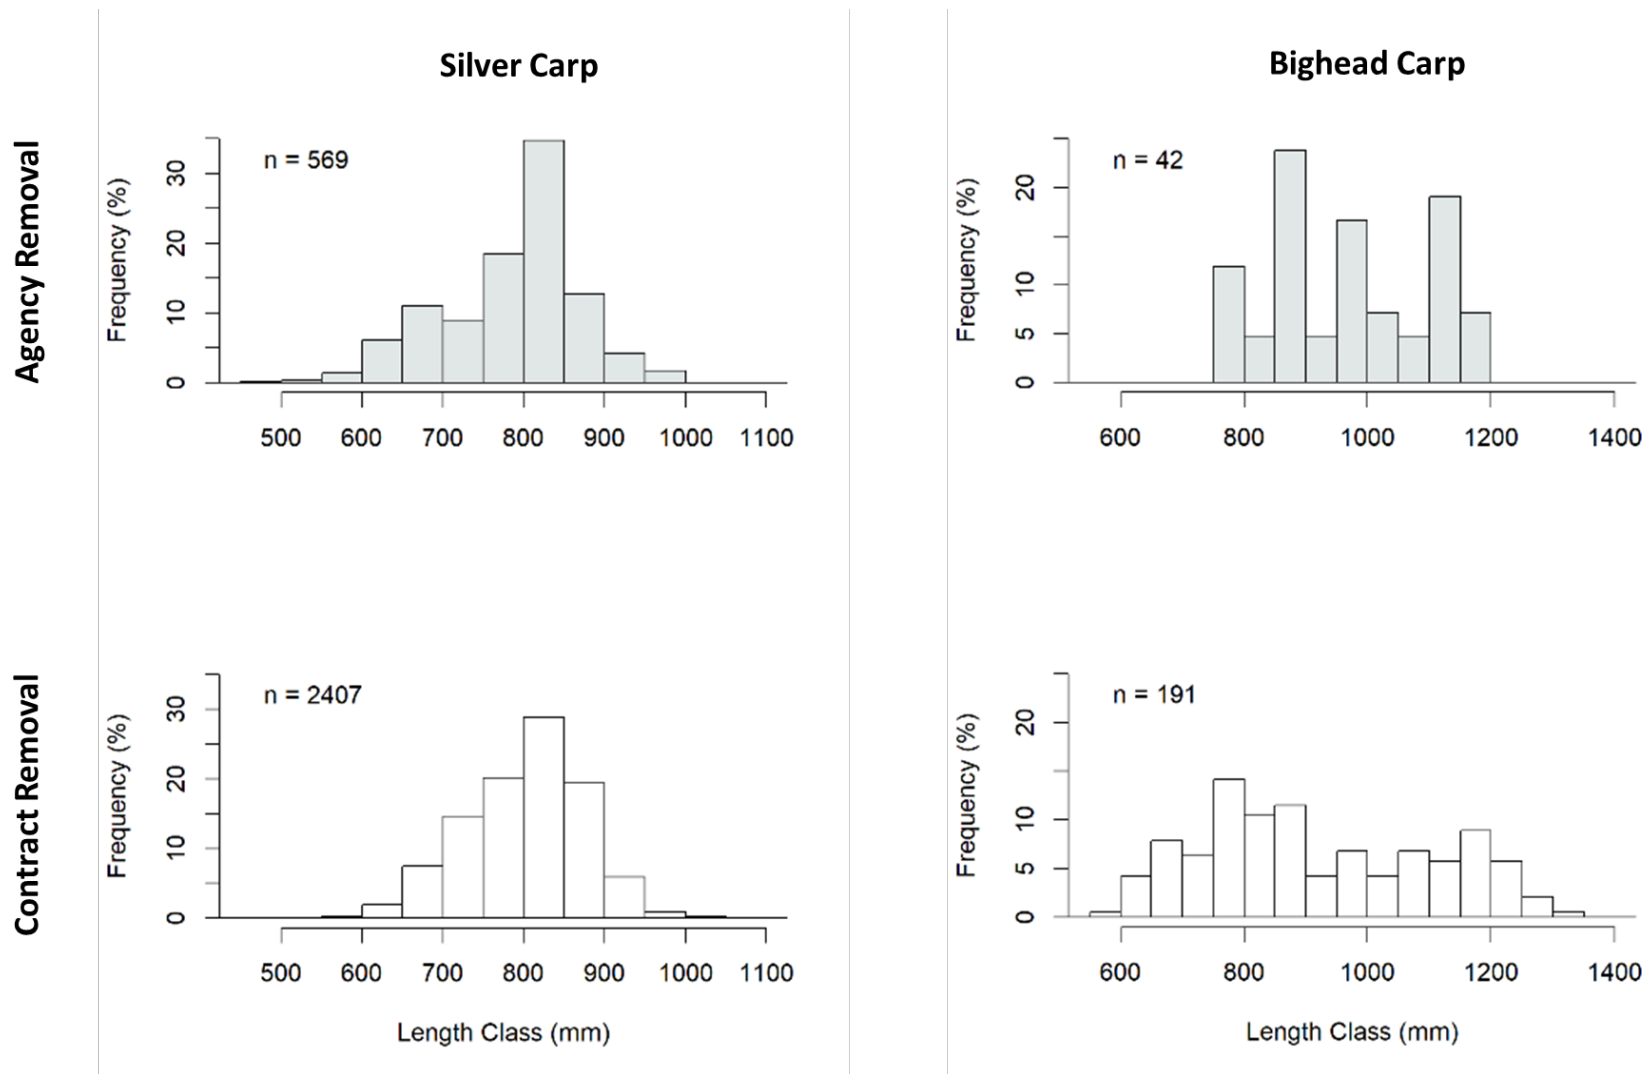 Silver Carp
Bighead Carp
Agency Removal
Frequency (%)
0 10 20 30
n = 569
500 600 700 800 900 1000 1100
Frequency (%)
0 5 10 20
n = 42
600 800 1000 1200 1400
Contract Removal
Frequency (%)
0 10 20 30
n = 2407
500 600 700 800 900 1000 1100
Length Class (mm)
Frequency (%)
0 5 10 20
n = 191
600 800 1000 1200 1400
Length Class (mm)